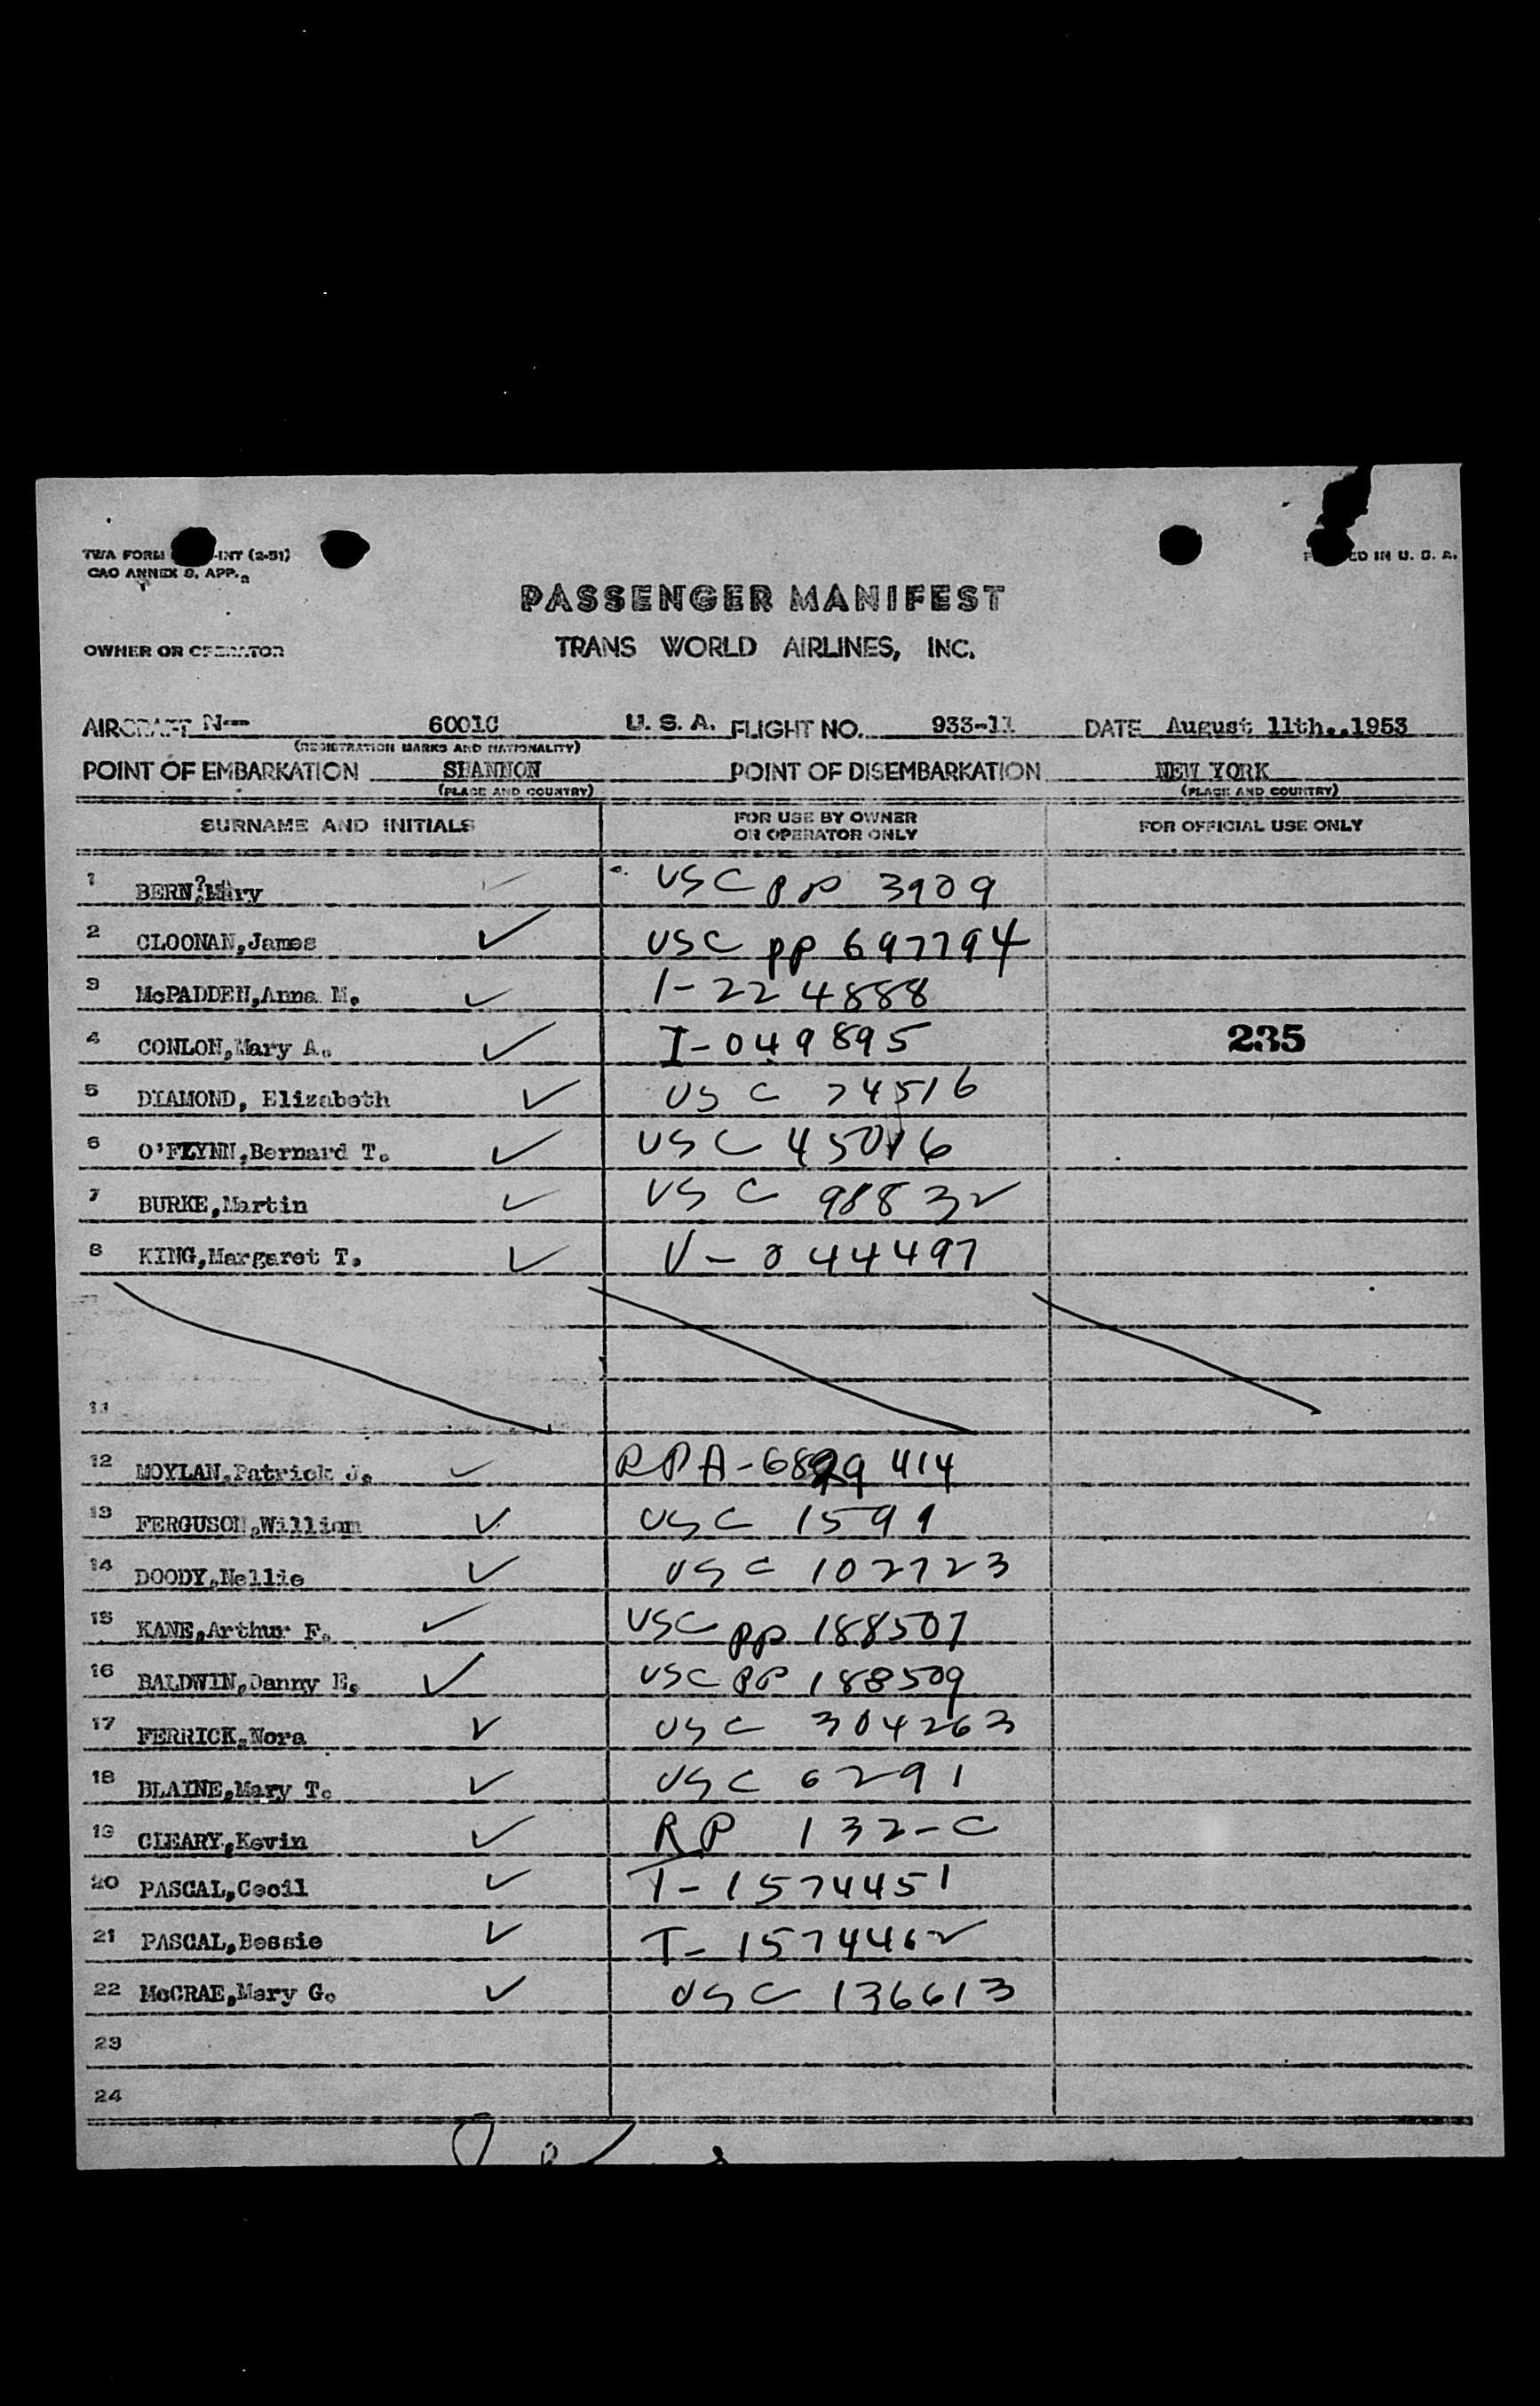 TWA FORM -INT (2-51)
CAO ANNEX 9. APP.
IN U. S. A.
PASSENGER MANIFEST
OWNER OR OPERATOR TRANS WORLD AIRLINES, INC.
AIRCRAFT N-- 6001C U. S. A. FLIGHT NO. 933-11 DATE August 11th.,1953
(REGISTRATION MARKS AND NATIONALITY)
POINT OF EMBARKATION SHANNON POINT OF DISEMBARKATION NEW YORK
(PLACE AND COUNTRY) (PLACE AND COUNTRY)
SURNAME AND INITIALS FOR USE BY OWNER OR OPERATOR ONLY FOR OFFICIAL USE ONLY
1 BERN, Mary USC PP 3909
2 CLOONAN,James ✓ USC PP 697794
3 McPADDEN,Anna M. ✓ I-224888
4 CONLON,Mary A. ✓ I-049895 235
5 DIAMOND, Elizabeth ✓ USC 74516
6 O'FLYNN,Bernard T. ✓ USC 45016
7 BURKE,Martin ✓ USC 98832
8 KING,Margaret T. ✓ V-044497
11
12 MOYLAN,Patrick J. ✓ RPA-6899414
13 FERGUSON,William ✓ USC 1591
14 DOODY,Nellie ✓ USC 102723
15 KANE,Arthur F. ✓ USC PP 188507
16 BALDWIN,Danny E. ✓ USC PP 188509
17 FERRICK,Nora ✓ USC 304263
18 BLAINE,Mary T. ✓ USC 6291
19 CLEARY,Kevin ✓ RP 132-C
20 PASCAL,Cecil ✓ T-1574451
21 PASCAL,Bessie ✓ T-1574462
22 McCRAE,Mary G. ✓ USC 136613
23
24